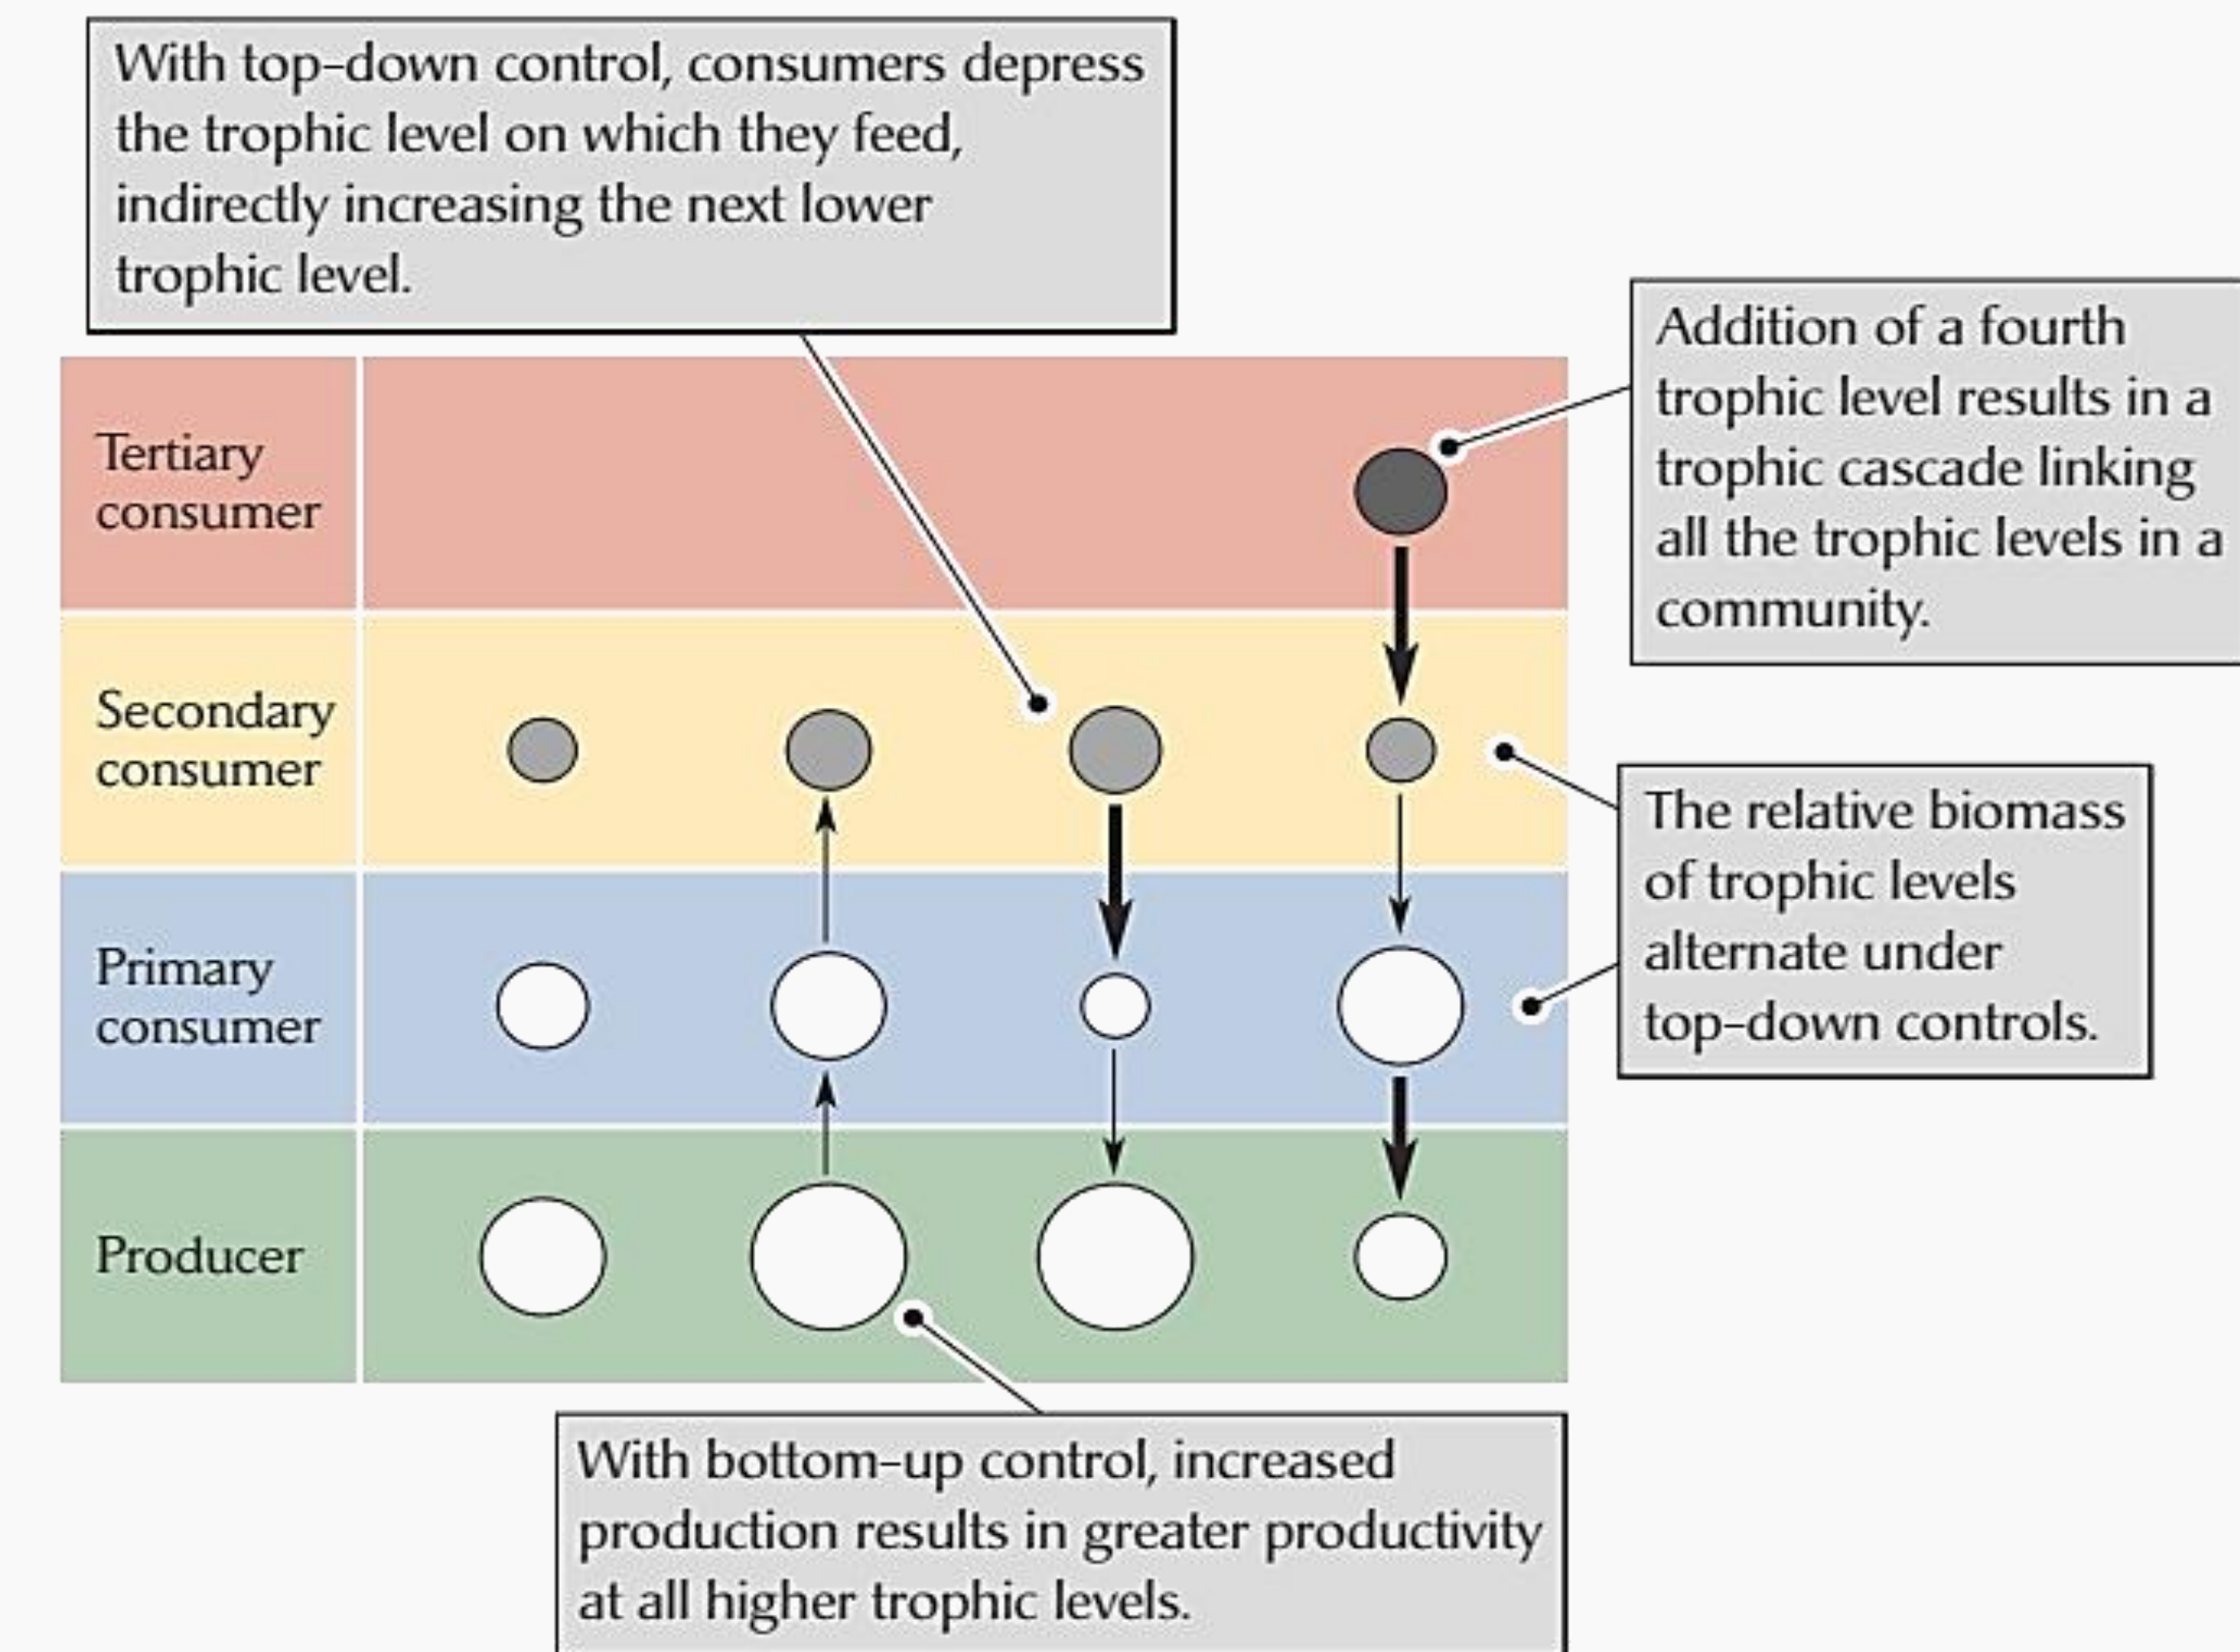 With top-down control, consumers depress
the trophic level on which they feed,
indirectly increasing the next lower
trophic level.
Addition of a fourth
trophic level results in a
trophic cascade linking
all the trophic levels in a
community.
Tertiary
consumer
Secondary
consumer
The relative biomass
of trophic levels
alternate under
top-down controls.
Primary
consumer
Producer
With bottom-up control, increased
production results in greater productivity
at all higher trophic levels.